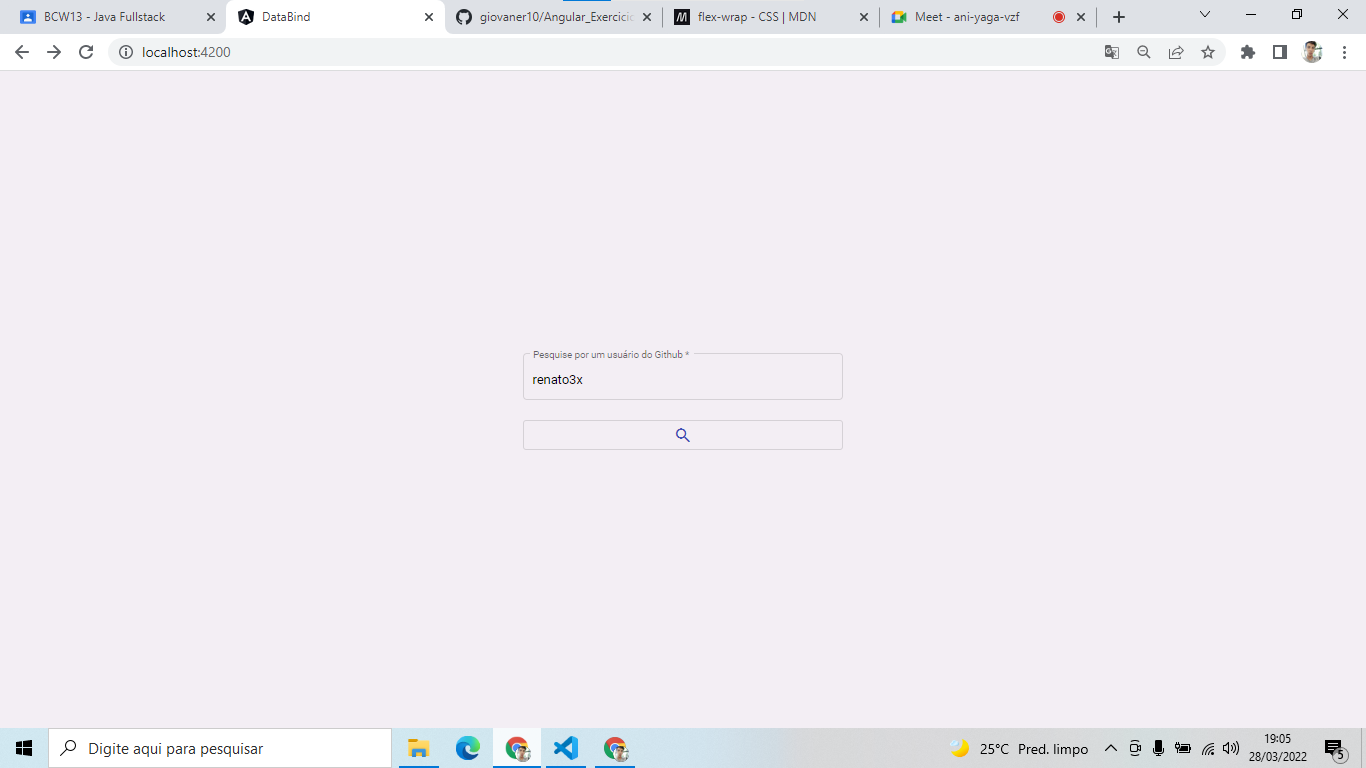 BCW13 - Java Fullstack
DataBind
giovaner10/Angular_Exercici
flex-wrap - CSS | MDN
Meet - ani-yaga-vzf
localhost:4200
Pesquise por um usuário do Github *
renato3x
Digite aqui para pesquisar
25°C Pred. limpo
19:05
28/03/2022
5